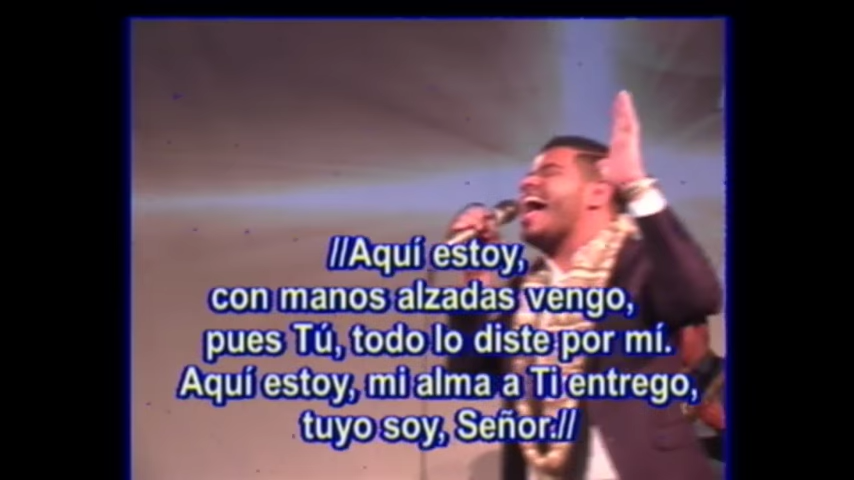 //Aquí estoy,
con manos alzadas vengo,
pues Tú, todo lo diste por mí.
Aquí estoy, mi alma a Ti entrego,
tuyo soy, Señor.//